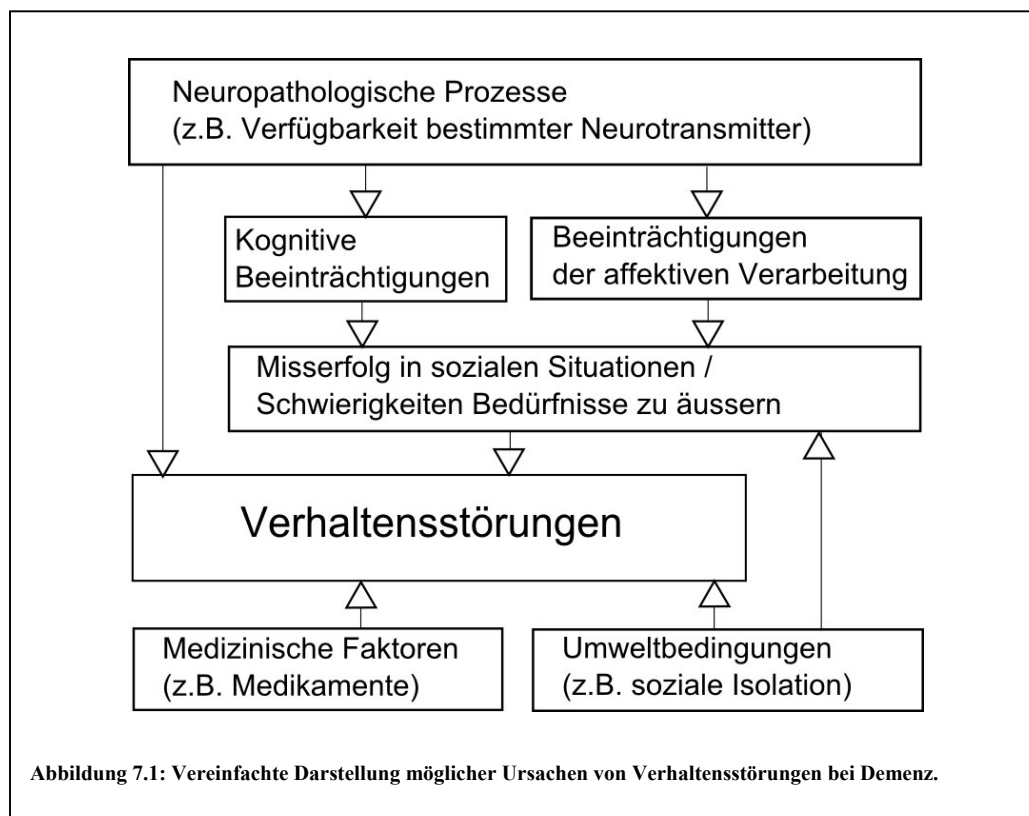 Neuropathologische Prozesse
(z.B. Verfügbarkeit bestimmter Neurotransmitter)
Kognitive
Beeinträchtigungen
Beeinträchtigungen
der affektiven Verarbeitung
Misserfolg in sozialen Situationen /
Schwierigkeiten Bedürfnisse zu äussern
Verhaltensstörungen
Medizinische Faktoren
(z.B. Medikamente)
Umweltbedingungen
(z.B. soziale Isolation)
Abbildung 7.1: Vereinfachte Darstellung möglicher Ursachen von Verhaltensstörungen bei Demenz.